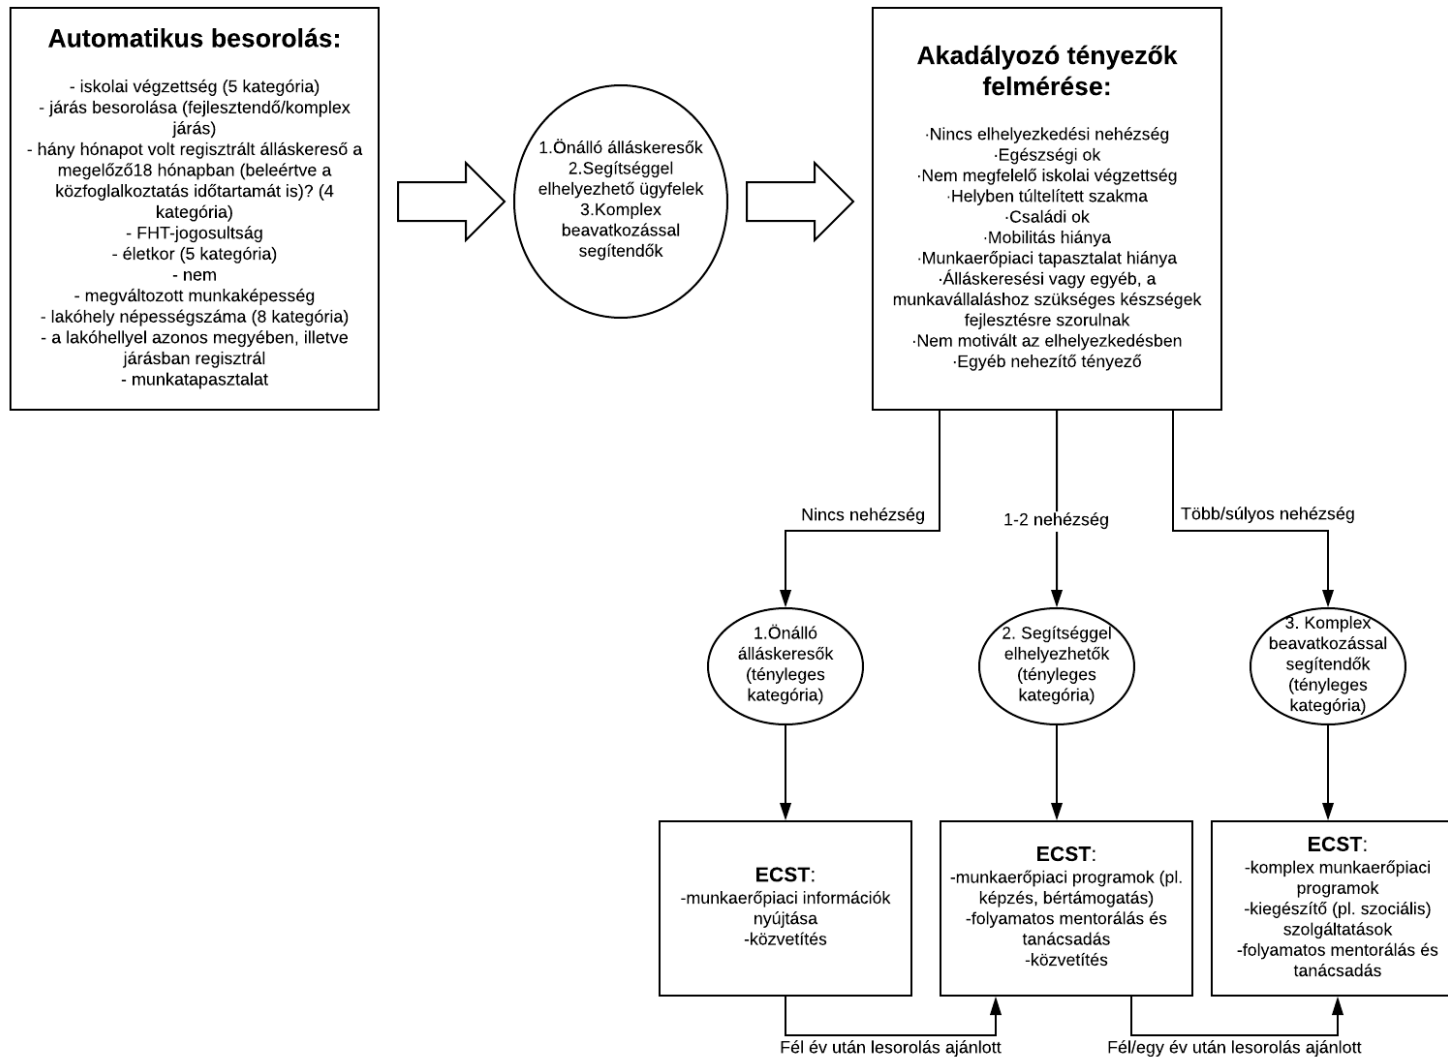 Automatikus besorolás:
- iskolai végzettség (5 kategória)
- járás besorolása (fejlesztendő/komplex
járás)
- hány hónapot volt regisztrált álláskereső a
megelőző18 hónapban (beleértve a
közfoglalkoztatás időtartamát is)? (4
kategória)
- FHT-jogosultság
- életkor (5 kategória)
- nem
- megváltozott munkaképesség
- lakóhely népességszáma (8 kategória)
- a lakóhellyel azonos megyében, illetve
járásban regisztrál
- munkatapasztalat
1.Önálló álláskeresők
2.Segítséggel
elhelyezhető ügyfelek
3.Komplex
beavatkozással
segítendők
Akadályozó tényezők
felmérése:
·Nincs elhelyezkedési nehézség
·Egészségi ok
·Nem megfelelő iskolai végzettség
·Helyben túltelített szakma
·Családi ok
·Mobilitás hiánya
·Munkaerőpiaci tapasztalat hiánya
·Álláskeresési vagy egyéb, a
munkavállaláshoz szükséges készségek
fejlesztésre szorulnak
·Nem motivált az elhelyezkedésben
·Egyéb nehezítő tényező
Nincs nehézség
1-2 nehézség
Több/súlyos nehézség
1.Önálló
álláskeresők
(tényleges
kategória)
2. Segítséggel
elhelyezhetők
(tényleges
kategória)
3. Komplex
beavatkozással
segítendők
(tényleges
kategória)
ECST:
-munkaerőpiaci információk
nyújtása
-közvetítés
ECST:
-munkaerőpiaci programok (pl.
képzés, bértámogatás)
-folyamatos mentorálás és
tanácsadás
-közvetítés
ECST:
-komplex munkaerőpiaci
programok
-kiegészítő (pl. szociális)
szolgáltatások
-folyamatos mentorálás és
tanácsadás
Fél év után lesorolás ajánlott
Fél/egy év után lesorolás ajánlott